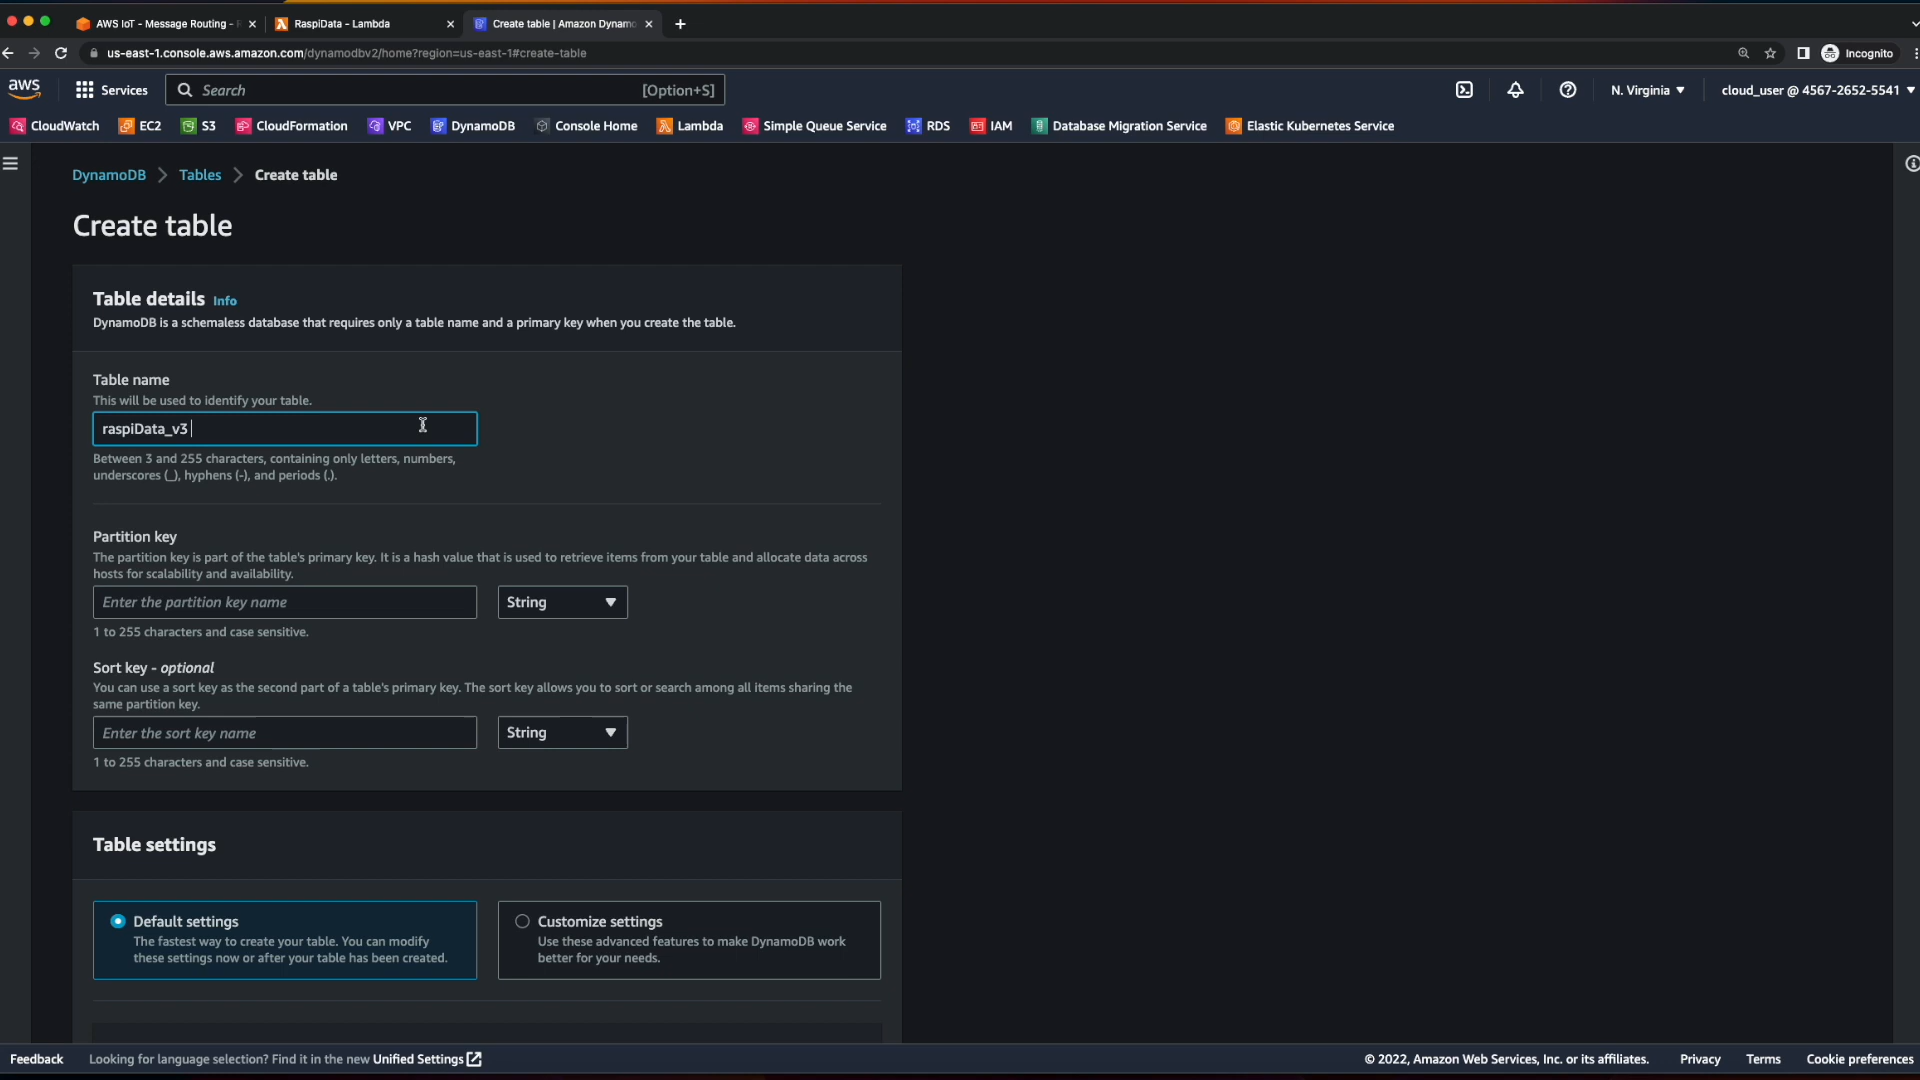 AWS IoT - Message Routing -
RaspiData - Lambda
Create table | Amazon Dynamo
us-east-1.console.aws.amazon.com/dynamodbv2/home?region=us-east-1#create-table
Incognito
aws
Services
Search
[Option+S]
N. Virginia
cloud_user @ 4567-2652-5541
CloudWatch
EC2
S3
CloudFormation
VPC
DynamoDB
Console Home
Lambda
Simple Queue Service
RDS
IAM
Database Migration Service
Elastic Kubernetes Service
DynamoDB
Tables
Create table
Create table
Table details Info
DynamoDB is a schemaless database that requires only a table name and a primary key when you create the table.
Table name
This will be used to identify your table.
raspiData_v3
Between 3 and 255 characters, containing only letters, numbers,
underscores (_), hyphens (-), and periods (.).
Partition key
The partition key is part of the table's primary key. It is a hash value that is used to retrieve items from your table and allocate data across
hosts for scalability and availability.
Enter the partition key name
String
1 to 255 characters and case sensitive.
Sort key - optional
You can use a sort key as the second part of a table's primary key. The sort key allows you to sort or search among all items sharing the
same partition key.
Enter the sort key name
String
1 to 255 characters and case sensitive.
Table settings
Default settings
The fastest way to create your table. You can modify
these settings now or after your table has been created.
Customize settings
Use these advanced features to make DynamoDB work
better for your needs.
Feedback
Looking for language selection? Find it in the new Unified Settings
© 2022, Amazon Web Services, Inc. or its affiliates.
Privacy
Terms
Cookie preferences